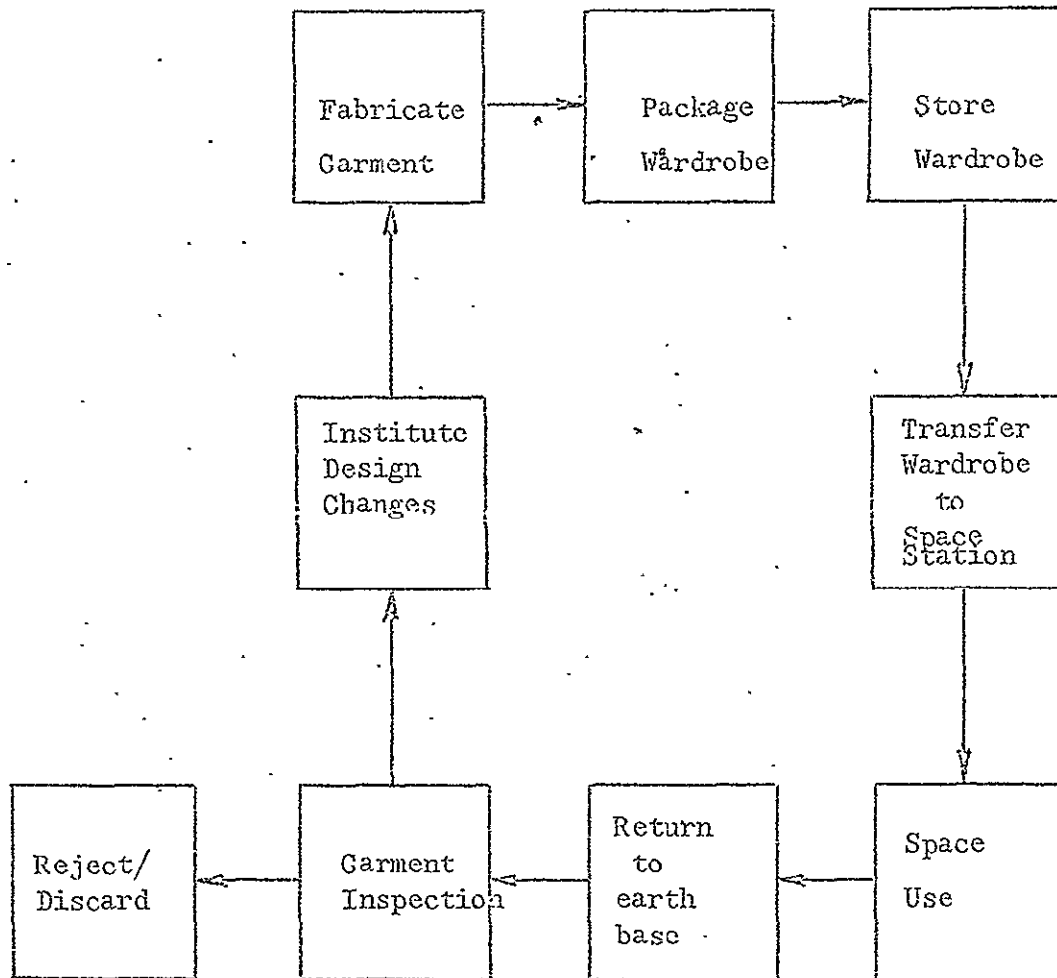 Fabricate
Garment
Package
Wardrobe
Store
Wardrobe
Institute
Design
Changes
Transfer
Wardrobe
to
Space
Station
Reject/
Discard
Garment
Inspection
Return
to
earth
base
Space
Use